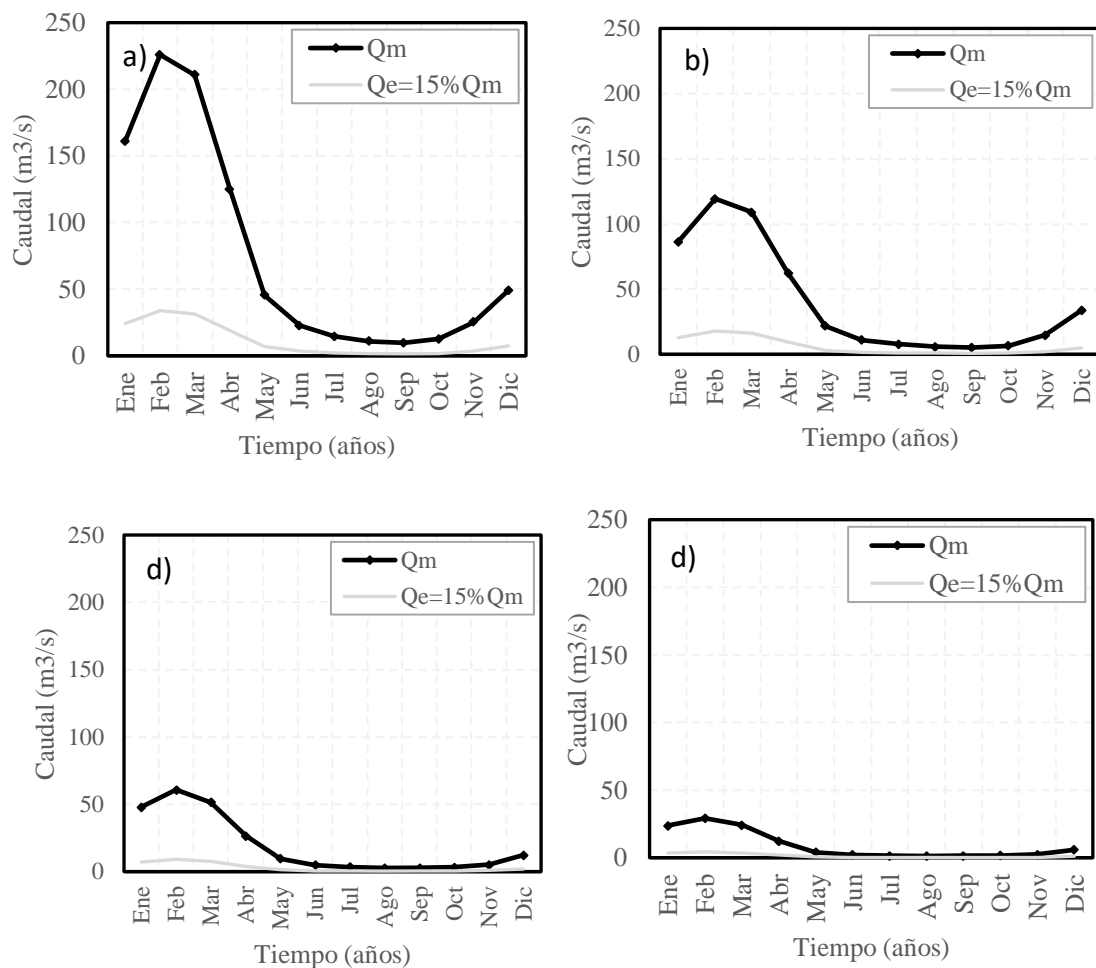 a)
Qm
Qe=15%Qm
Caudal (m3/s)
250
200
150
100
50
0
Ene Feb Mar Abr May Jun Jul Ago Sep Oct Nov Dic
Tiempo (años)
b)
Qm
Qe=15%Qm
Caudal (m3/s)
250
200
150
100
50
0
Ene Feb Mar Abr May Jun Jul Ago Sep Oct Nov Dic
Tiempo (años)
d)
Qm
Qe=15%Qm
Caudal (m3/s)
250
200
150
100
50
0
Ene Feb Mar Abr May Jun Jul Ago Sep Oct Nov Dic
Tiempo (años)
d)
Qm
Qe=15%Qm
Caudal (m3/s)
250
200
150
100
50
0
Ene Feb Mar Abr May Jun Jul Ago Sep Oct Nov Dic
Tiempo (años)